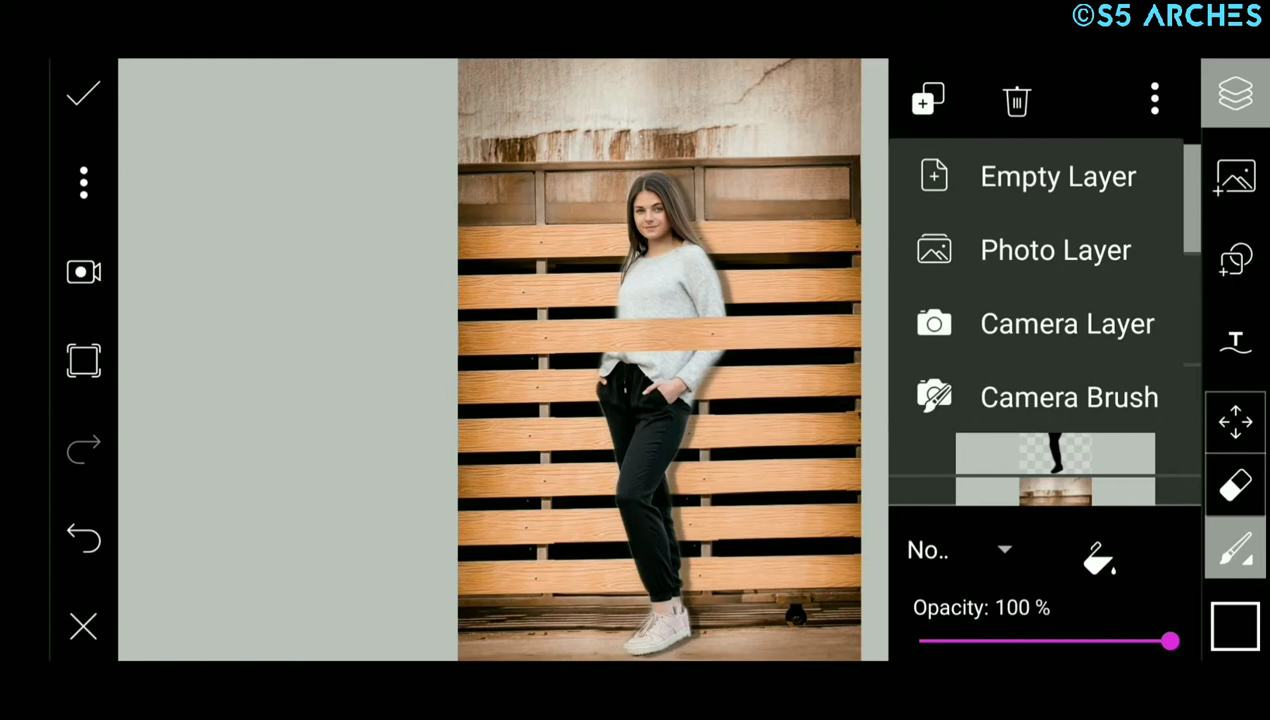 ©S5 ARCHES
Empty Layer
Photo Layer
Camera Layer
Camera Brush
No..
Opacity: 100 %
T